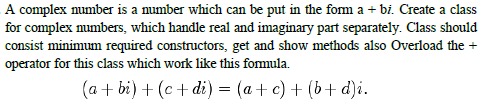 A complex number is a number which can be put in the form a + bi. Create a class
for complex numbers, which handle real and imaginary part separately. Class should
consist minimum required constructors, get and show methods also Overload the +
operator for this class which work like this formula.
(a + bi) + (c + di) = (a + c) + (b + d)i.